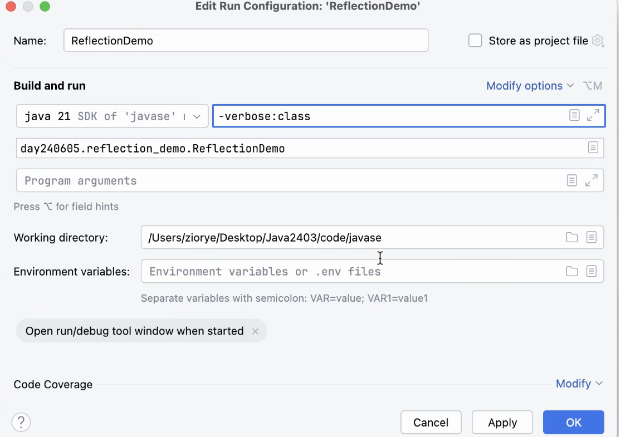 Edit Run Configuration: 'ReflectionDemo'
Name: ReflectionDemo Store as project file
Build and run Modify options ⌥M
java 21 SDK of 'javase' -verbose:class
day240605.reflection_demo.ReflectionDemo
Program arguments
Press ⌥ for field hints
Working directory: /Users/ziorye/Desktop/Java2403/code/javase
Environment variables: Environment variables or .env files
Separate variables with semicolon: VAR=value; VAR1=value1
Open run/debug tool window when started ×
Code Coverage Modify
? Cancel Apply OK